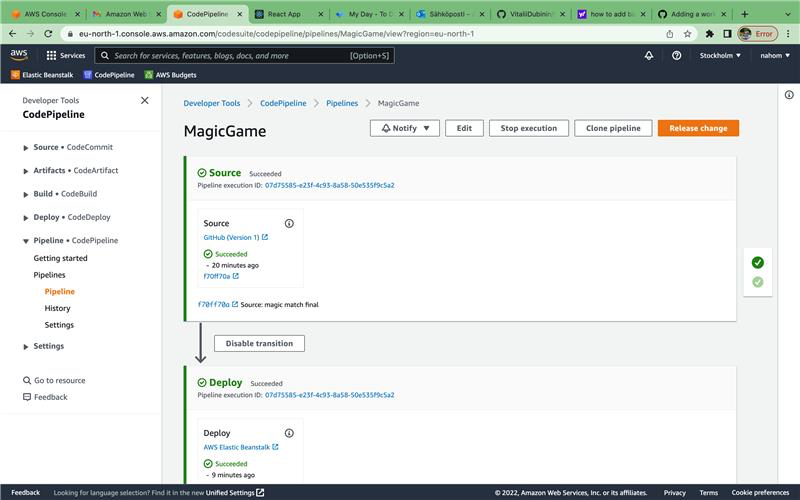 AWS Console
Amazon Web S
CodePipeline
React App
My Day - To D
Sähköposti –
VitaliiDubinin/
how to add ba
Adding a work
eu-north-1.console.aws.amazon.com/codesuite/codepipeline/pipelines/MagicGame/view?region=eu-north-1
Error
aws
Services
Search for services, features, blogs, docs, and more
[Option+S]
Stockholm
nahom
Elastic Beanstalk
CodePipeline
AWS Budgets
Developer Tools
CodePipeline
Source • CodeCommit
Artifacts • CodeArtifact
Build • CodeBuild
Deploy • CodeDeploy
Pipeline • CodePipeline
Getting started
Pipelines
Pipeline
History
Settings
Settings
Go to resource
Feedback
Developer Tools
CodePipeline
Pipelines
MagicGame
MagicGame
Notify
Edit
Stop execution
Clone pipeline
Release change
Source Succeeded
Pipeline execution ID: 07d75585-e23f-4c93-8a58-50e535f9c5a2
Source
GitHub (Version 1)
Succeeded
- 20 minutes ago
f70ff70a
f70ff70a Source: magic match final
Disable transition
Deploy Succeeded
Pipeline execution ID: 07d75585-e23f-4c93-8a58-50e535f9c5a2
Deploy
AWS Elastic Beanstalk
Succeeded
- 9 minutes ago
Feedback
Looking for language selection? Find it in the new Unified Settings
© 2022, Amazon Web Services, Inc. or its affiliates.
Privacy
Terms
Cookie preferences